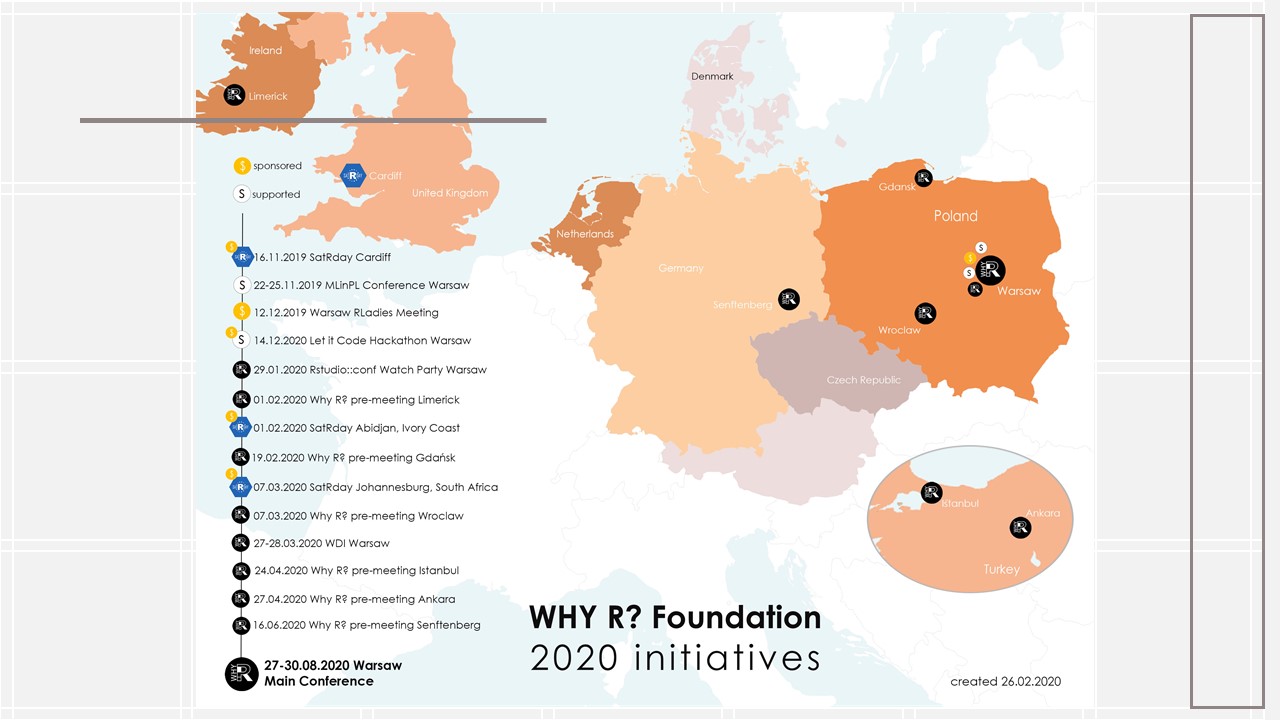 Ireland
Limerick
Denmark
sponsored
supported
Cardiff
United Kingdom
Netherlands
Germany
Senftenberg
Gdansk
Poland
Warsaw
Wroclaw
Czech Republic
Istanbul
Ankara
Turkey
16.11.2019 SatRday Cardiff
22-25.11.2019 MLinPL Conference Warsaw
12.12.2019 Warsaw RLadies Meeting
14.12.2020 Let it Code Hackathon Warsaw
29.01.2020 Rstudio::conf Watch Party Warsaw
01.02.2020 Why R? pre-meeting Limerick
01.02.2020 SatRday Abidjan, Ivory Coast
19.02.2020 Why R? pre-meeting Gdańsk
07.03.2020 SatRday Johannesburg, South Africa
07.03.2020 Why R? pre-meeting Wroclaw
27-28.03.2020 WDI Warsaw
24.04.2020 Why R? pre-meeting Istanbul
27.04.2020 Why R? pre-meeting Ankara
16.06.2020 Why R? pre-meeting Senftenberg
27-30.08.2020 Warsaw
Main Conference
WHY R? Foundation
2020 initiatives
created 26.02.2020